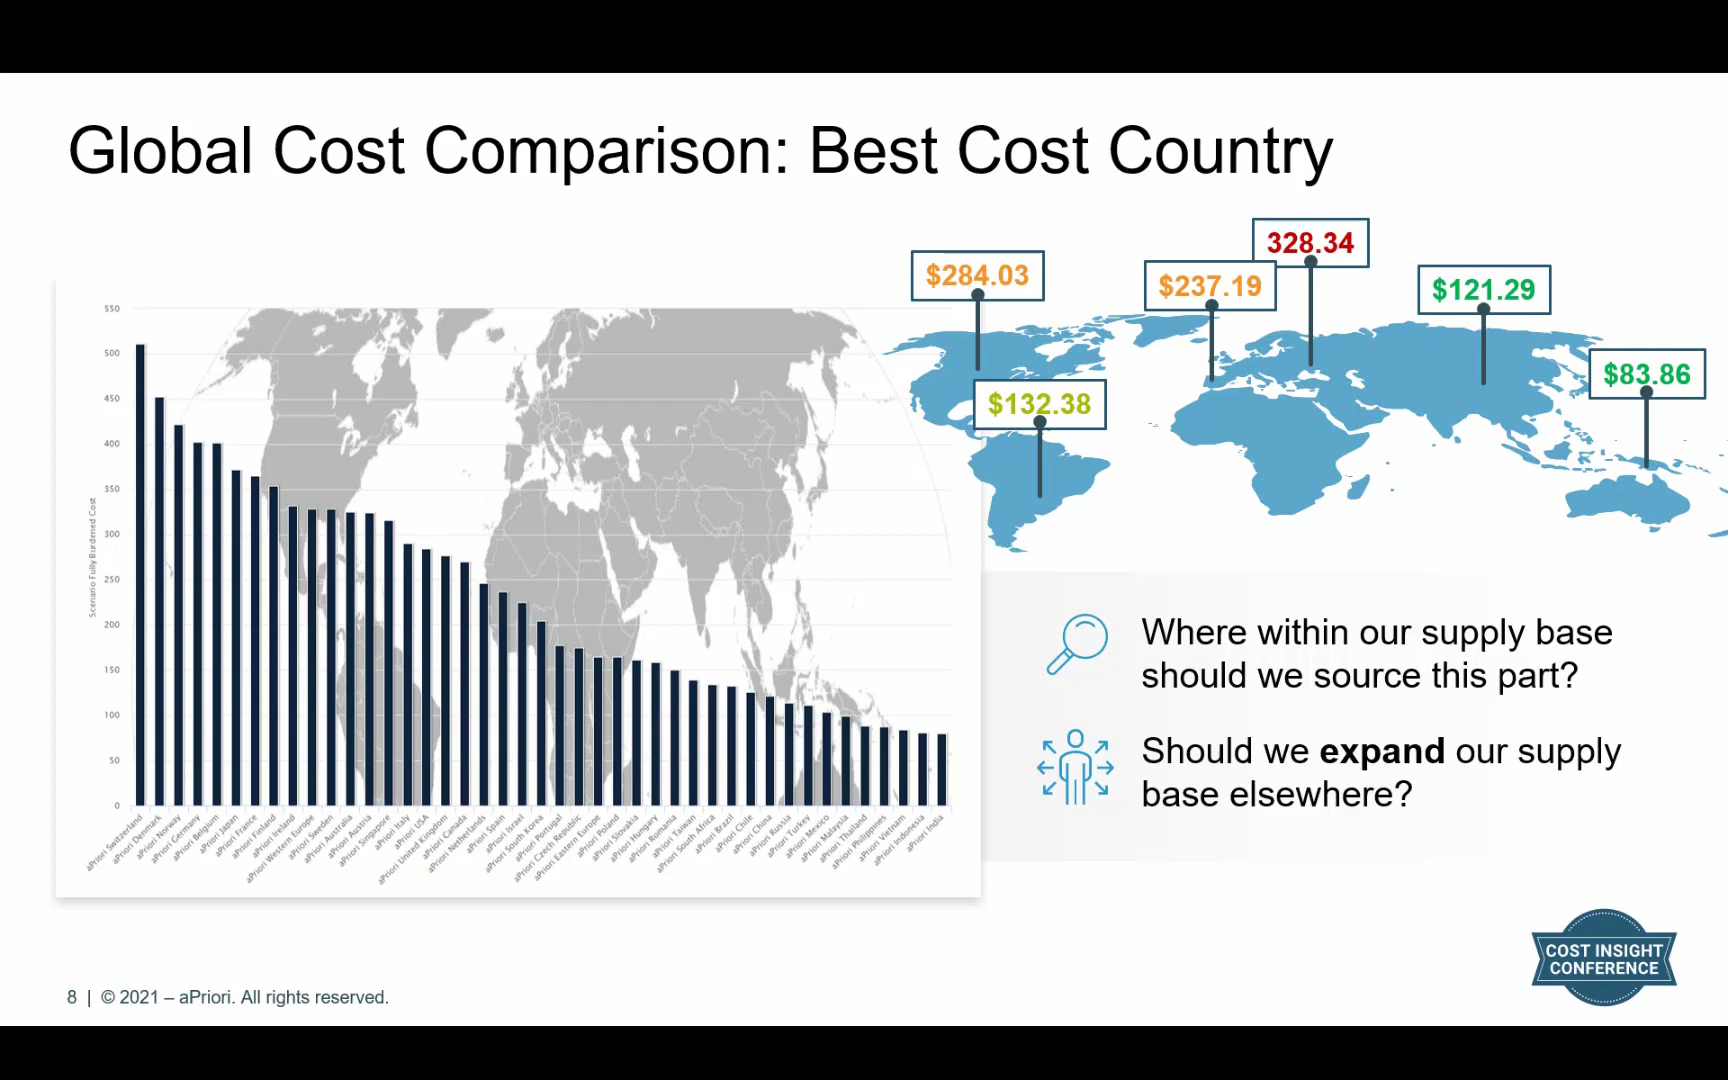 Global Cost Comparison: Best Cost Country
328.34
$284.03
$237.19
$121.29
$83.86
$132.38
550
500
450
400
350
300
250
200
150
100
50
0
Scenario Fully Burdened Cost
aPriori Switzerland
aPriori Denmark
aPriori Norway
aPriori Germany
aPriori Belgium
aPriori Japan
aPriori France
aPriori Finland
aPriori Ireland
aPriori Western Europe
aPriori Sweden
aPriori Australia
aPriori Austria
aPriori Singapore
aPriori Italy
aPriori USA
aPriori United Kingdom
aPriori Canada
aPriori Netherlands
aPriori Spain
aPriori Israel
aPriori South Korea
aPriori Portugal
aPriori Czech Republic
aPriori Eastern Europe
aPriori Poland
aPriori Slovakia
aPriori Hungary
aPriori Romania
aPriori Taiwan
aPriori South Africa
aPriori Brazil
aPriori Chile
aPriori China
aPriori Russia
aPriori Turkey
aPriori Mexico
aPriori Malaysia
aPriori Thailand
aPriori Philippines
aPriori Vietnam
aPriori Indonesia
aPriori India
Where within our supply base
should we source this part?
Should we expand our supply
base elsewhere?
COST INSIGHT
CONFERENCE
8 | © 2021 – aPriori. All rights reserved.